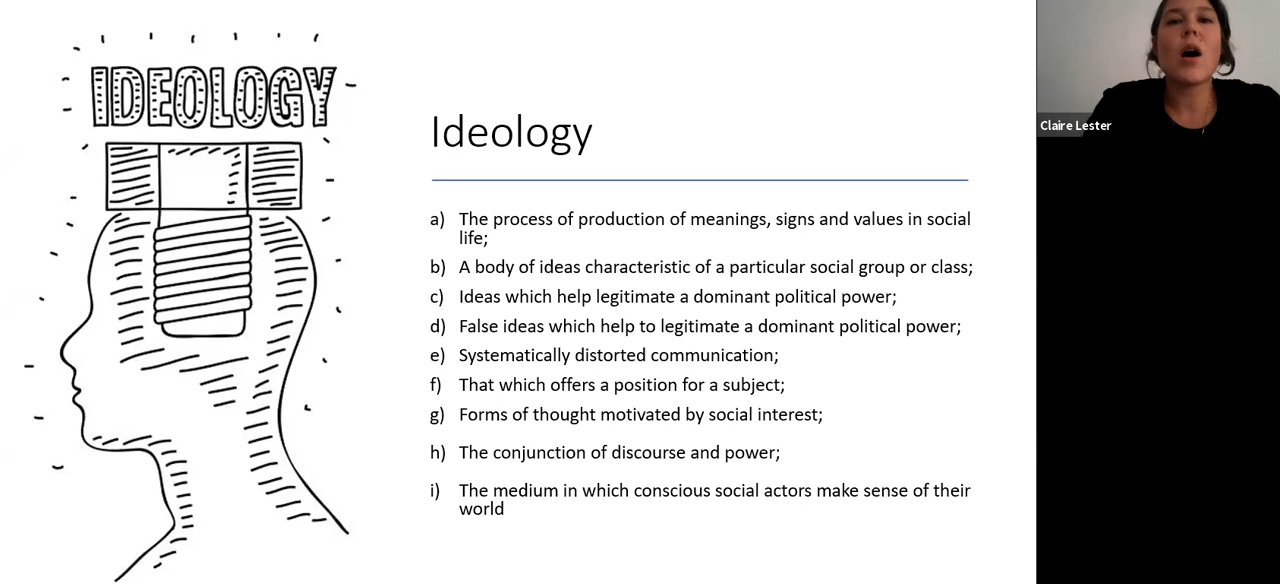 IDEOLOGY
Ideology
a) The process of production of meanings, signs and values in social
life;
b) A body of ideas characteristic of a particular social group or class;
c) Ideas which help legitimate a dominant political power;
d) False ideas which help to legitimate a dominant political power;
e) Systematically distorted communication;
f) That which offers a position for a subject;
g) Forms of thought motivated by social interest;
h) The conjunction of discourse and power;
i) The medium in which conscious social actors make sense of their
world
Claire Lester